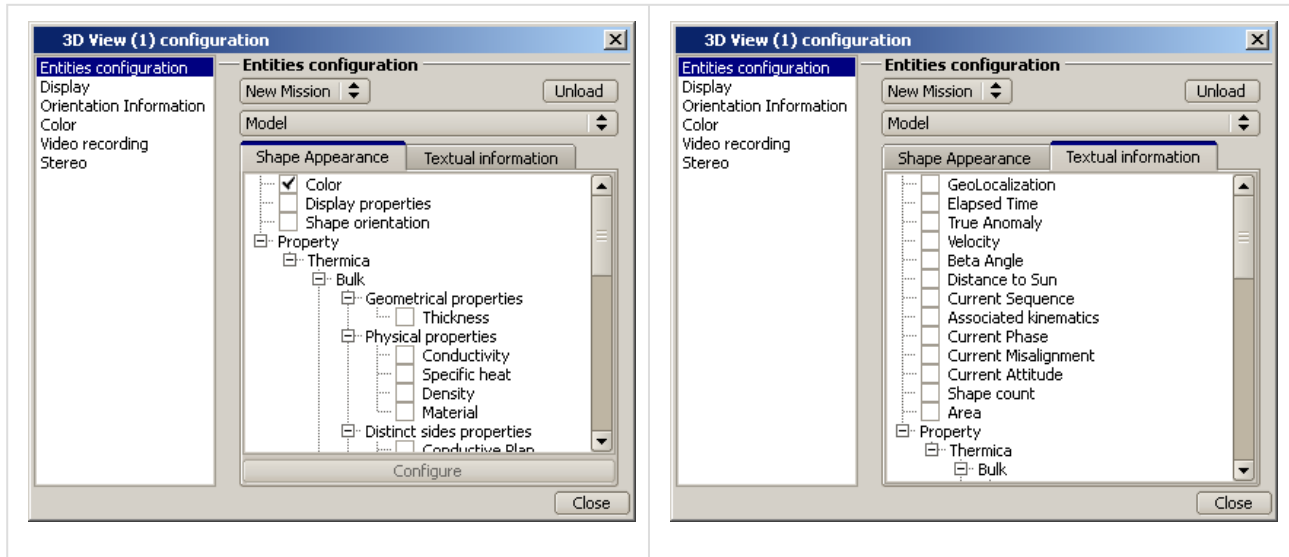 3D View (1) configuration
Entities configuration
Display
Orientation Information
Color
Video recording
Stereo
Entities configuration
New Mission
Unload
Model
Shape Appearance
Textual information
Color
Display properties
Shape orientation
Property
Thermica
Bulk
Geometrical properties
Thickness
Physical properties
Conductivity
Specific heat
Density
Material
Distinct sides properties
Conductive Plan
Configure
Close
3D View (1) configuration
Entities configuration
Display
Orientation Information
Color
Video recording
Stereo
Entities configuration
New Mission
Unload
Model
Shape Appearance
Textual information
GeoLocalization
Elapsed Time
True Anomaly
Velocity
Beta Angle
Distance to Sun
Current Sequence
Associated kinematics
Current Phase
Current Misalignment
Current Attitude
Shape count
Area
Property
Thermica
Bulk
Close